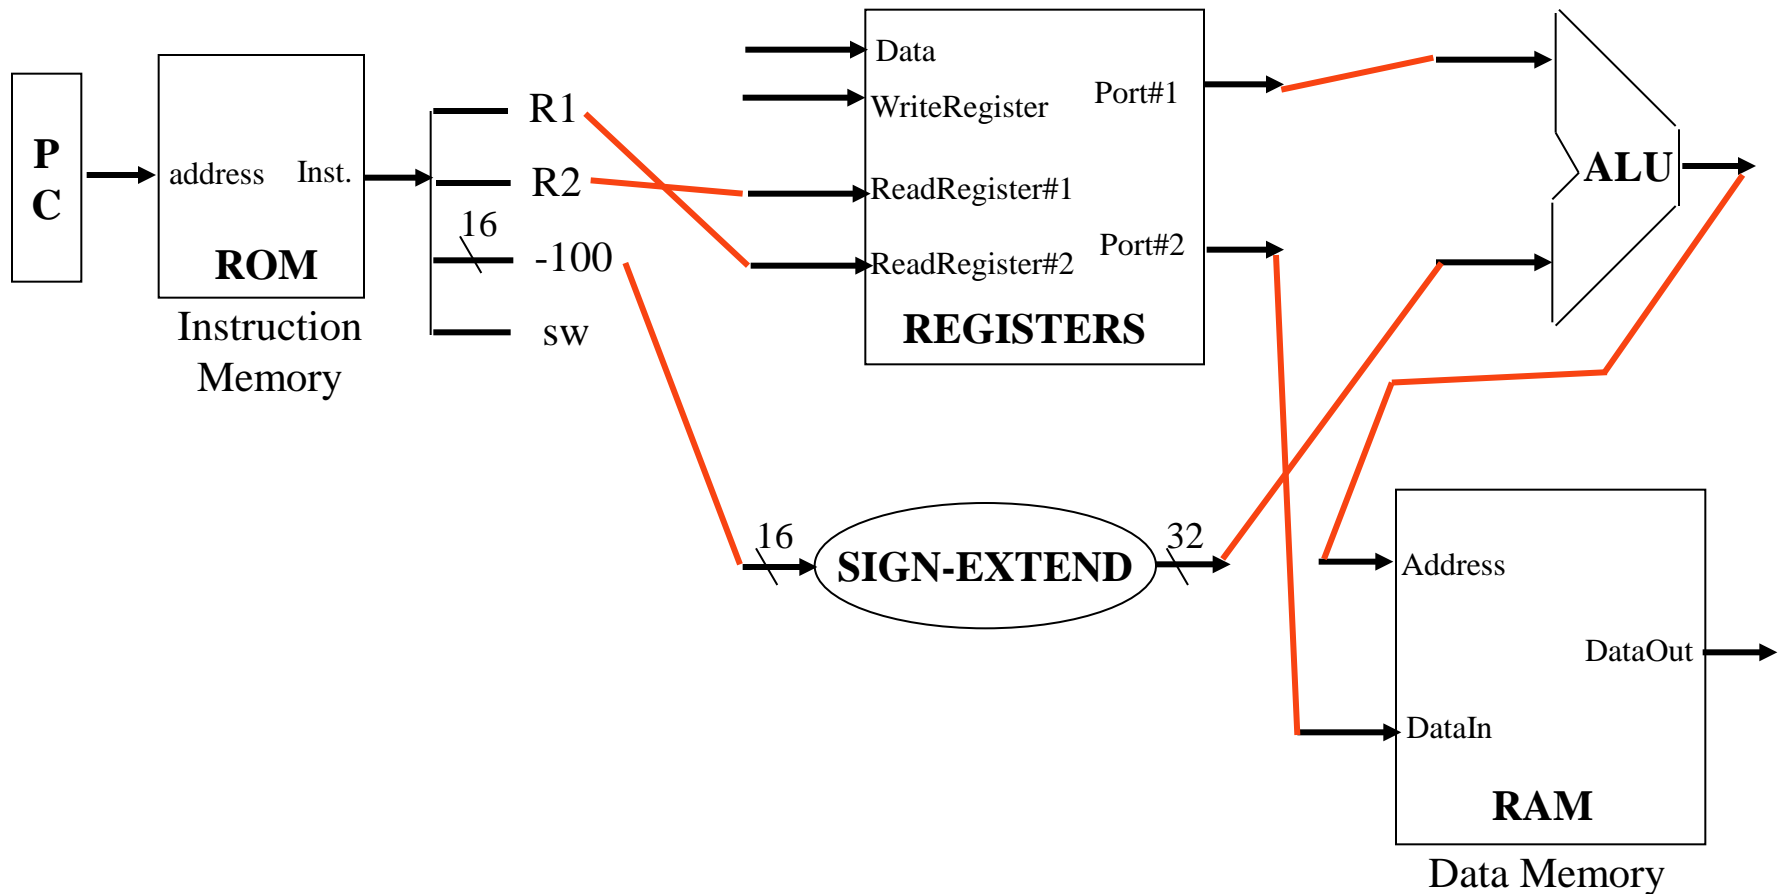 P
C
address
Inst.
ROM
Instruction
Memory
R1
R2
16
-100
sw
Data
WriteRegister
ReadRegister#1
ReadRegister#2
Port#1
Port#2
REGISTERS
ALU
16
SIGN-EXTEND
32
Address
DataOut
DataIn
RAM
Data Memory